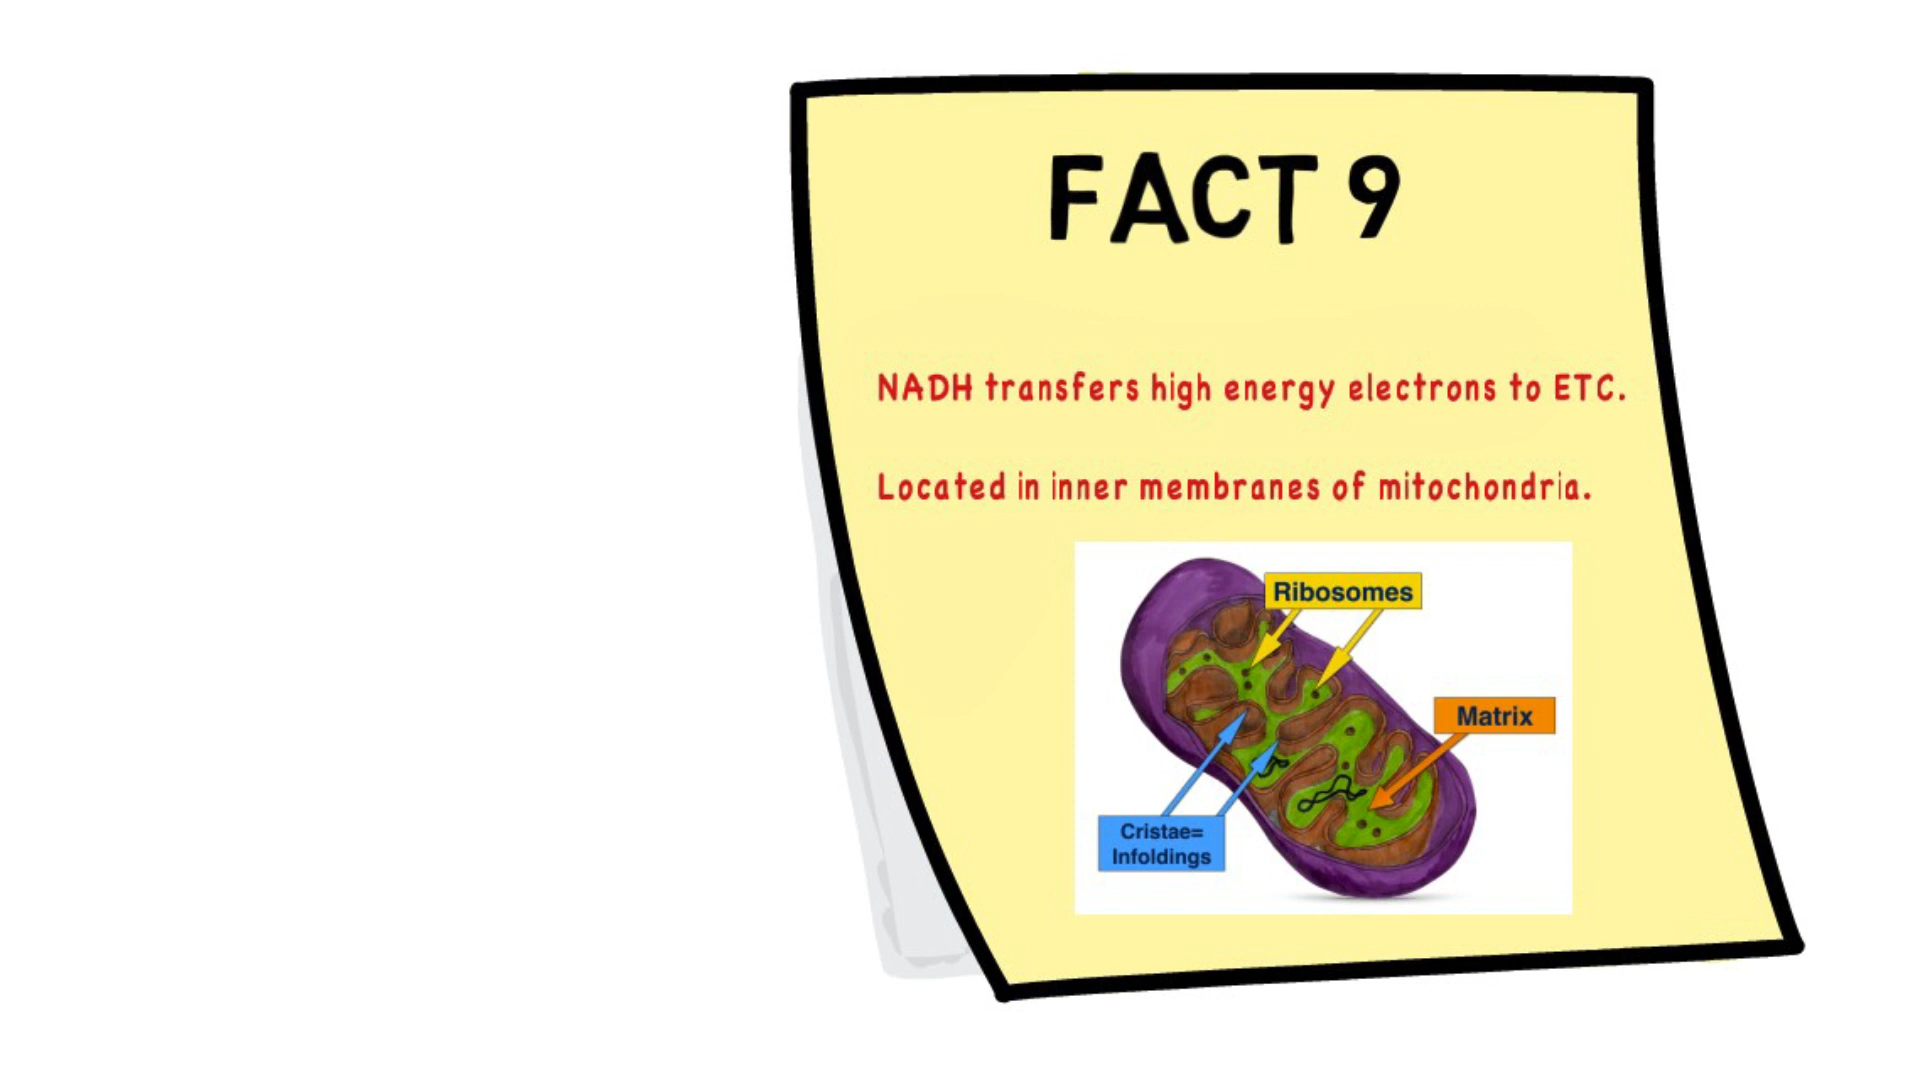 FACT 9
NADH transfers high energy electrons to ETC.
Located in inner membranes of mitochondria.
Ribosomes
Matrix
Cristae=
Infoldings